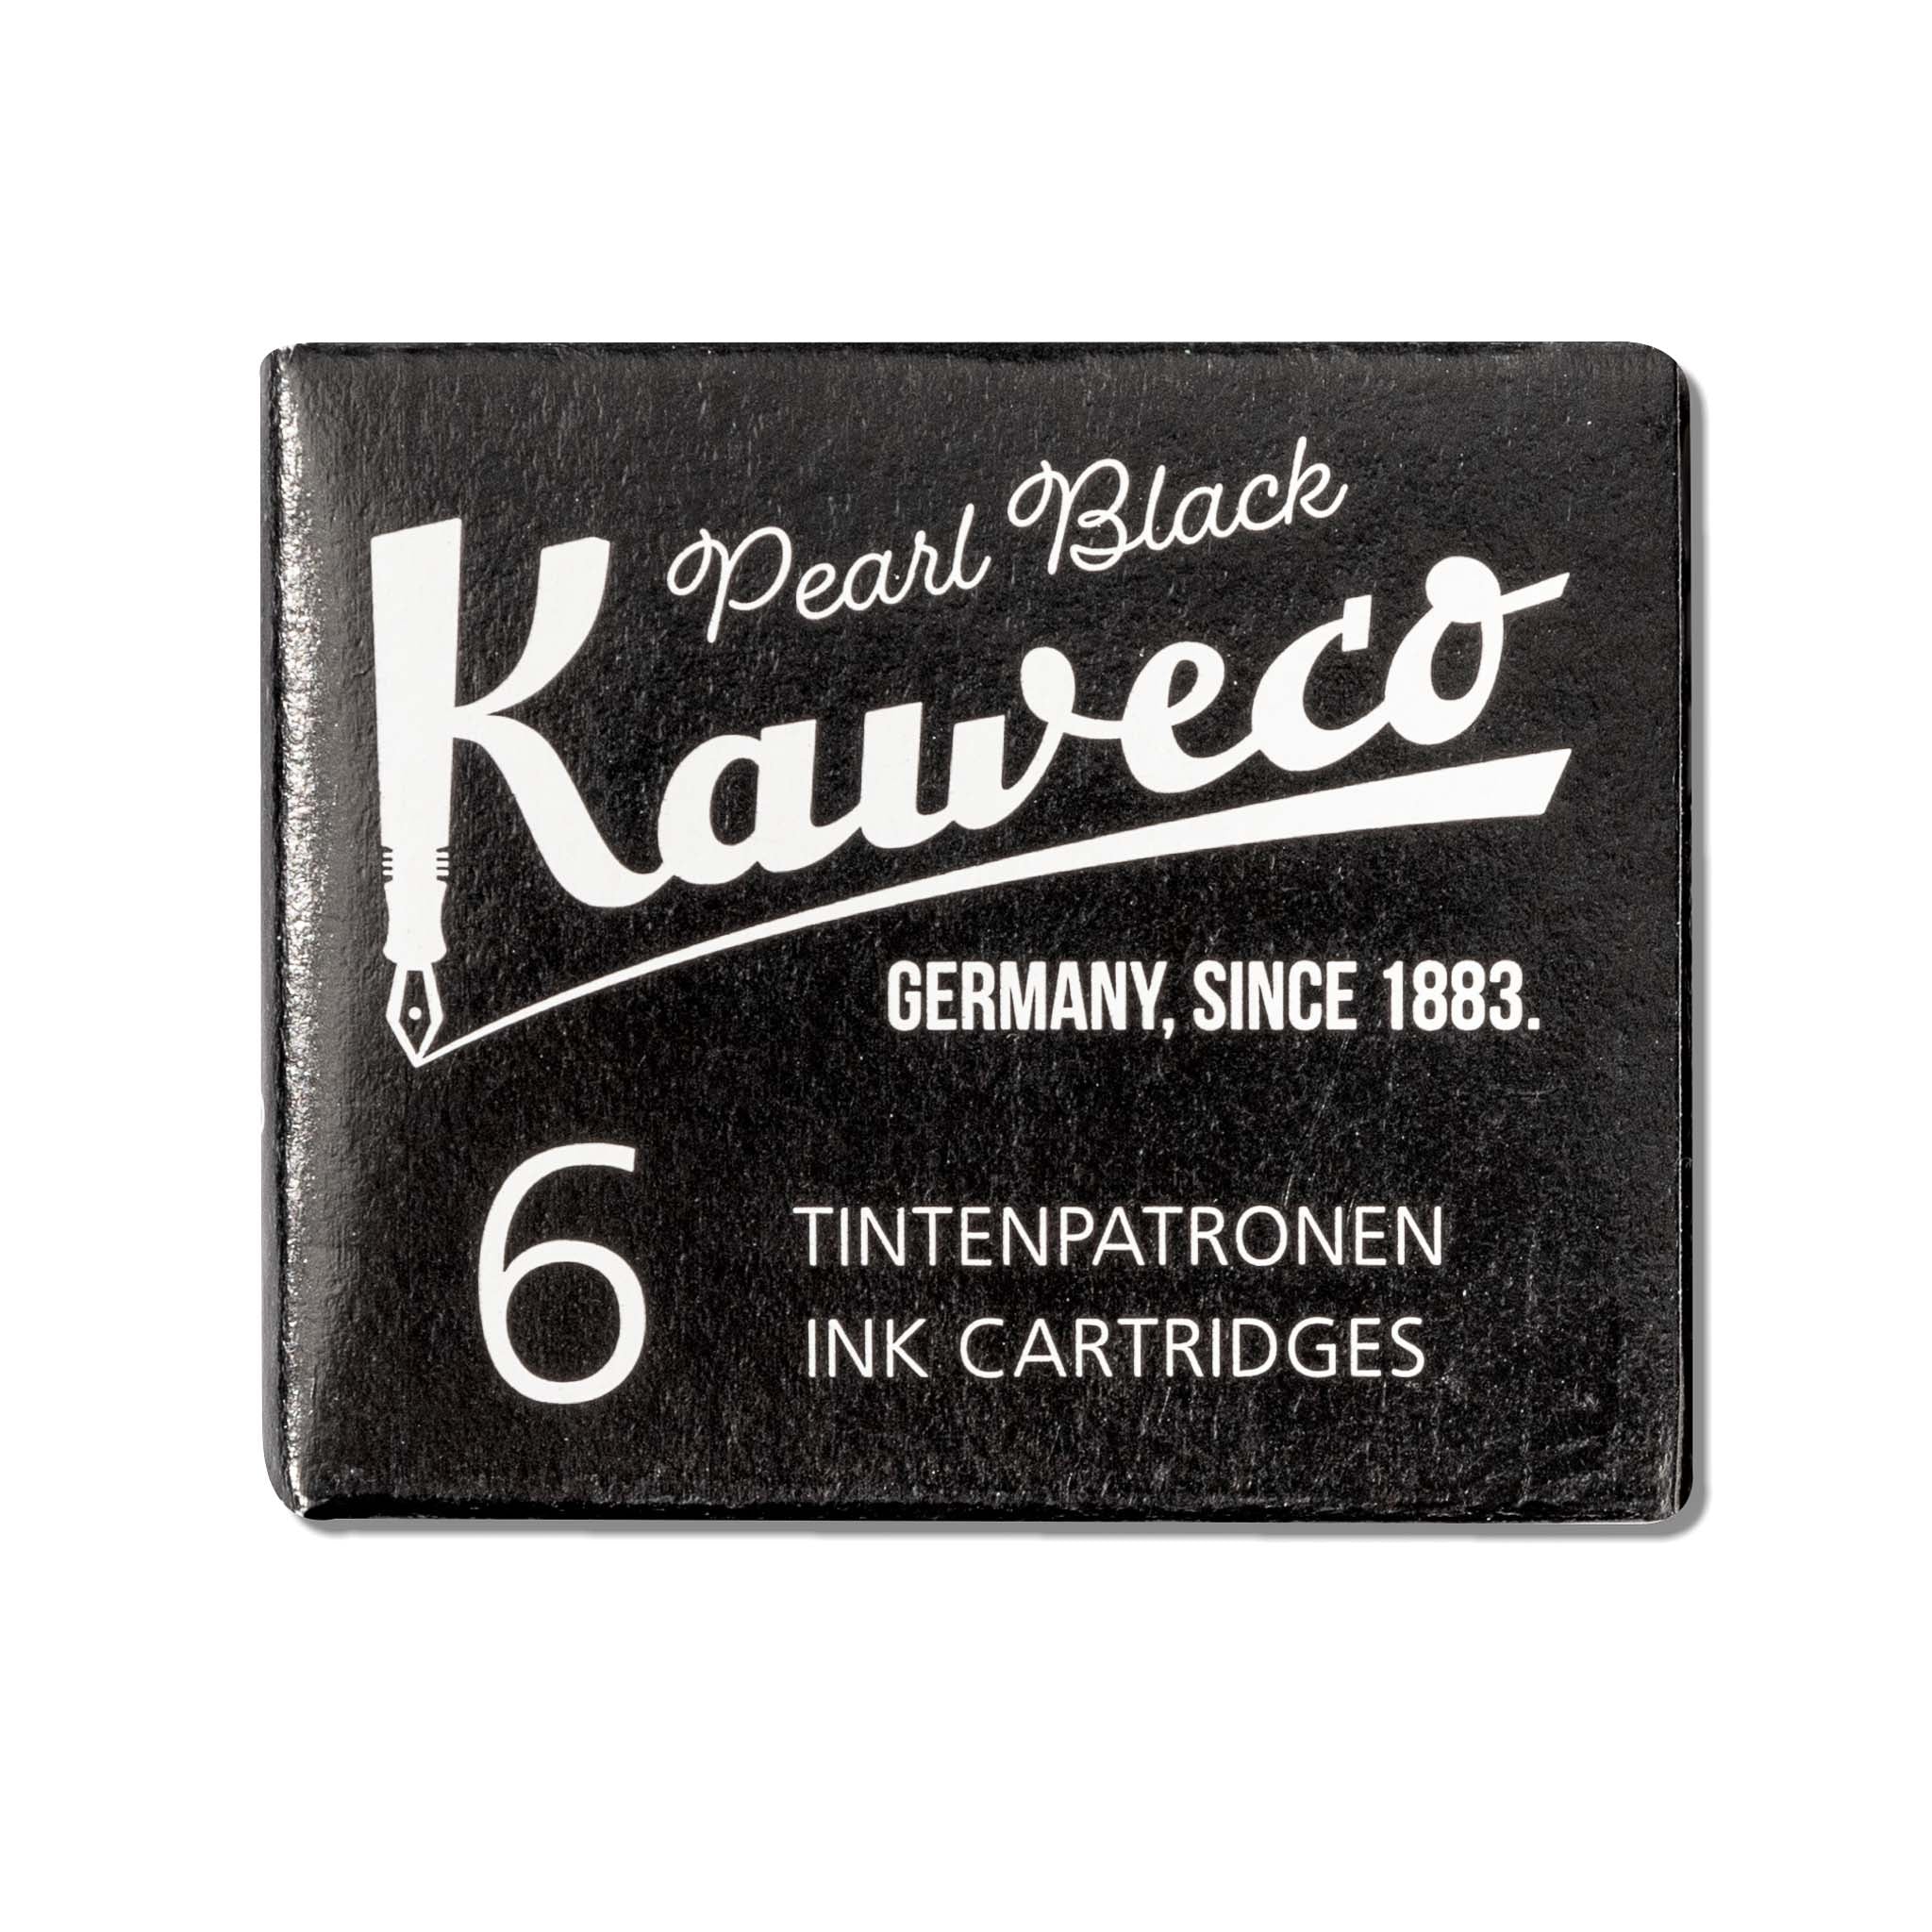 Pearl Black
Kaweco
GERMANY, SINCE 1883.
6
TINTENPATRONEN
INK CARTRIDGES